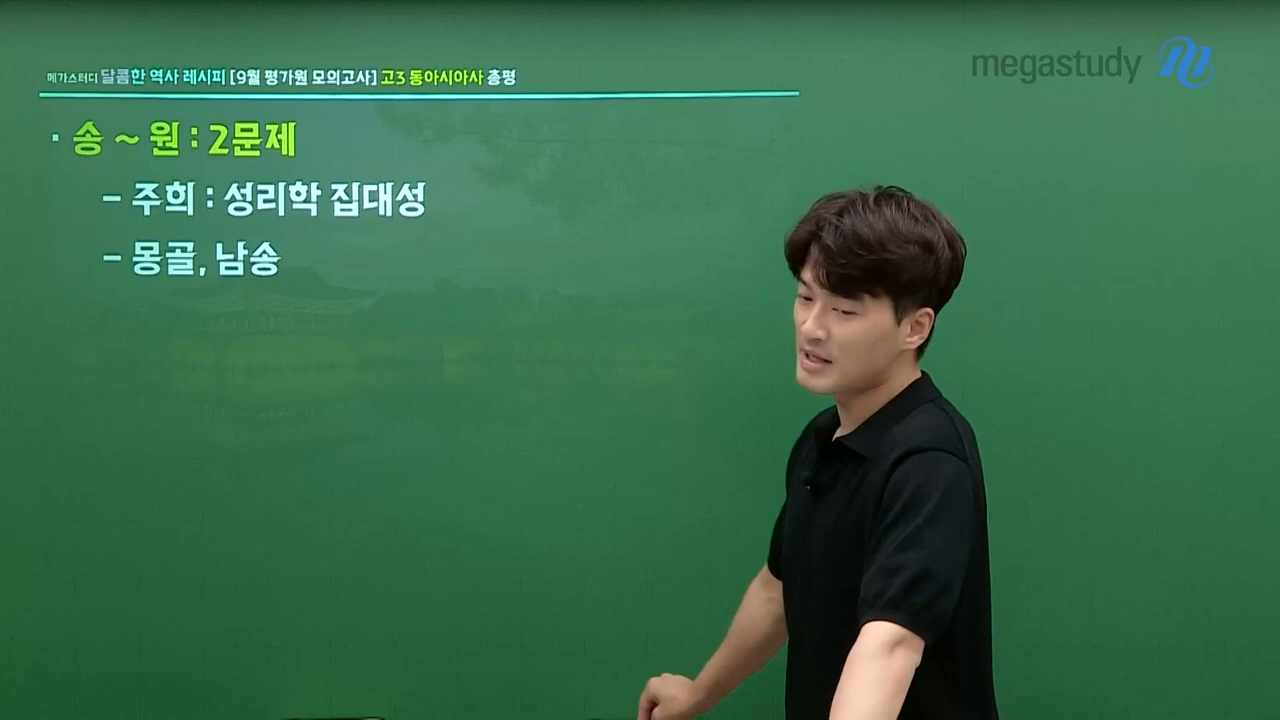 메가스터디 달콤한 역사 레시피 [9월 평가원 모의고사] 고3 동아시아사 총평
megastudy
· 송 ~ 원 : 2문제
- 주희 : 성리학 집대성
- 몽골, 남송